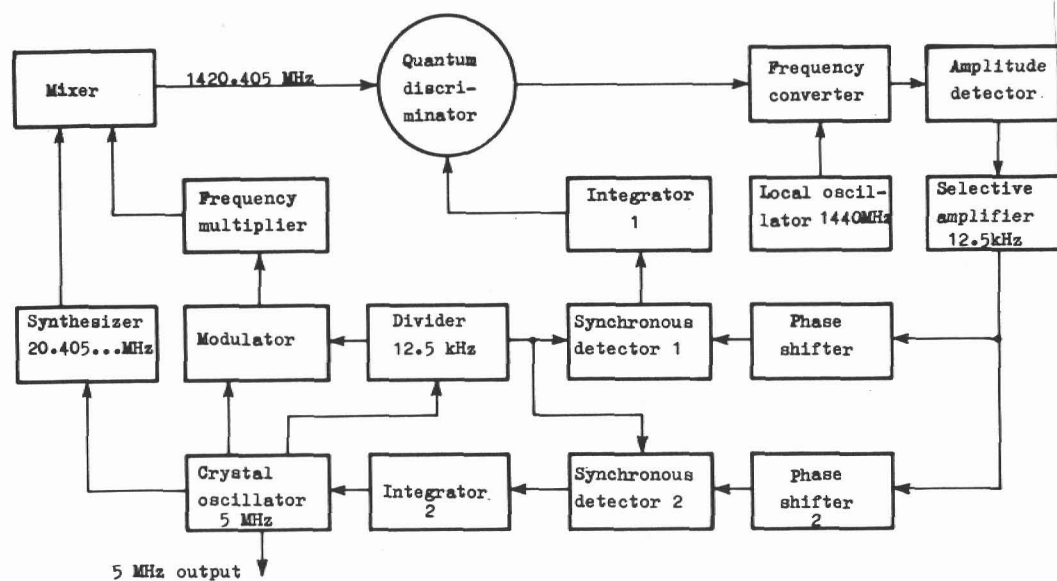 Mixer
1420.405 MHz
Quantum
discri-
minator
Frequency
converter
Amplitude
detector
Frequency
multiplier
Integrator
1
Local oscil-
lator 1440MHz
Selective
amplifier
12.5kHz
Synthesizer
20.405...MHz
Modulator
Divider
12.5 kHz
Synchronous
detector 1
Phase
shifter
Crystal
oscillator
5 MHz
Integrator
2
Synchronous
detector 2
Phase
shifter
2
5 MHz output